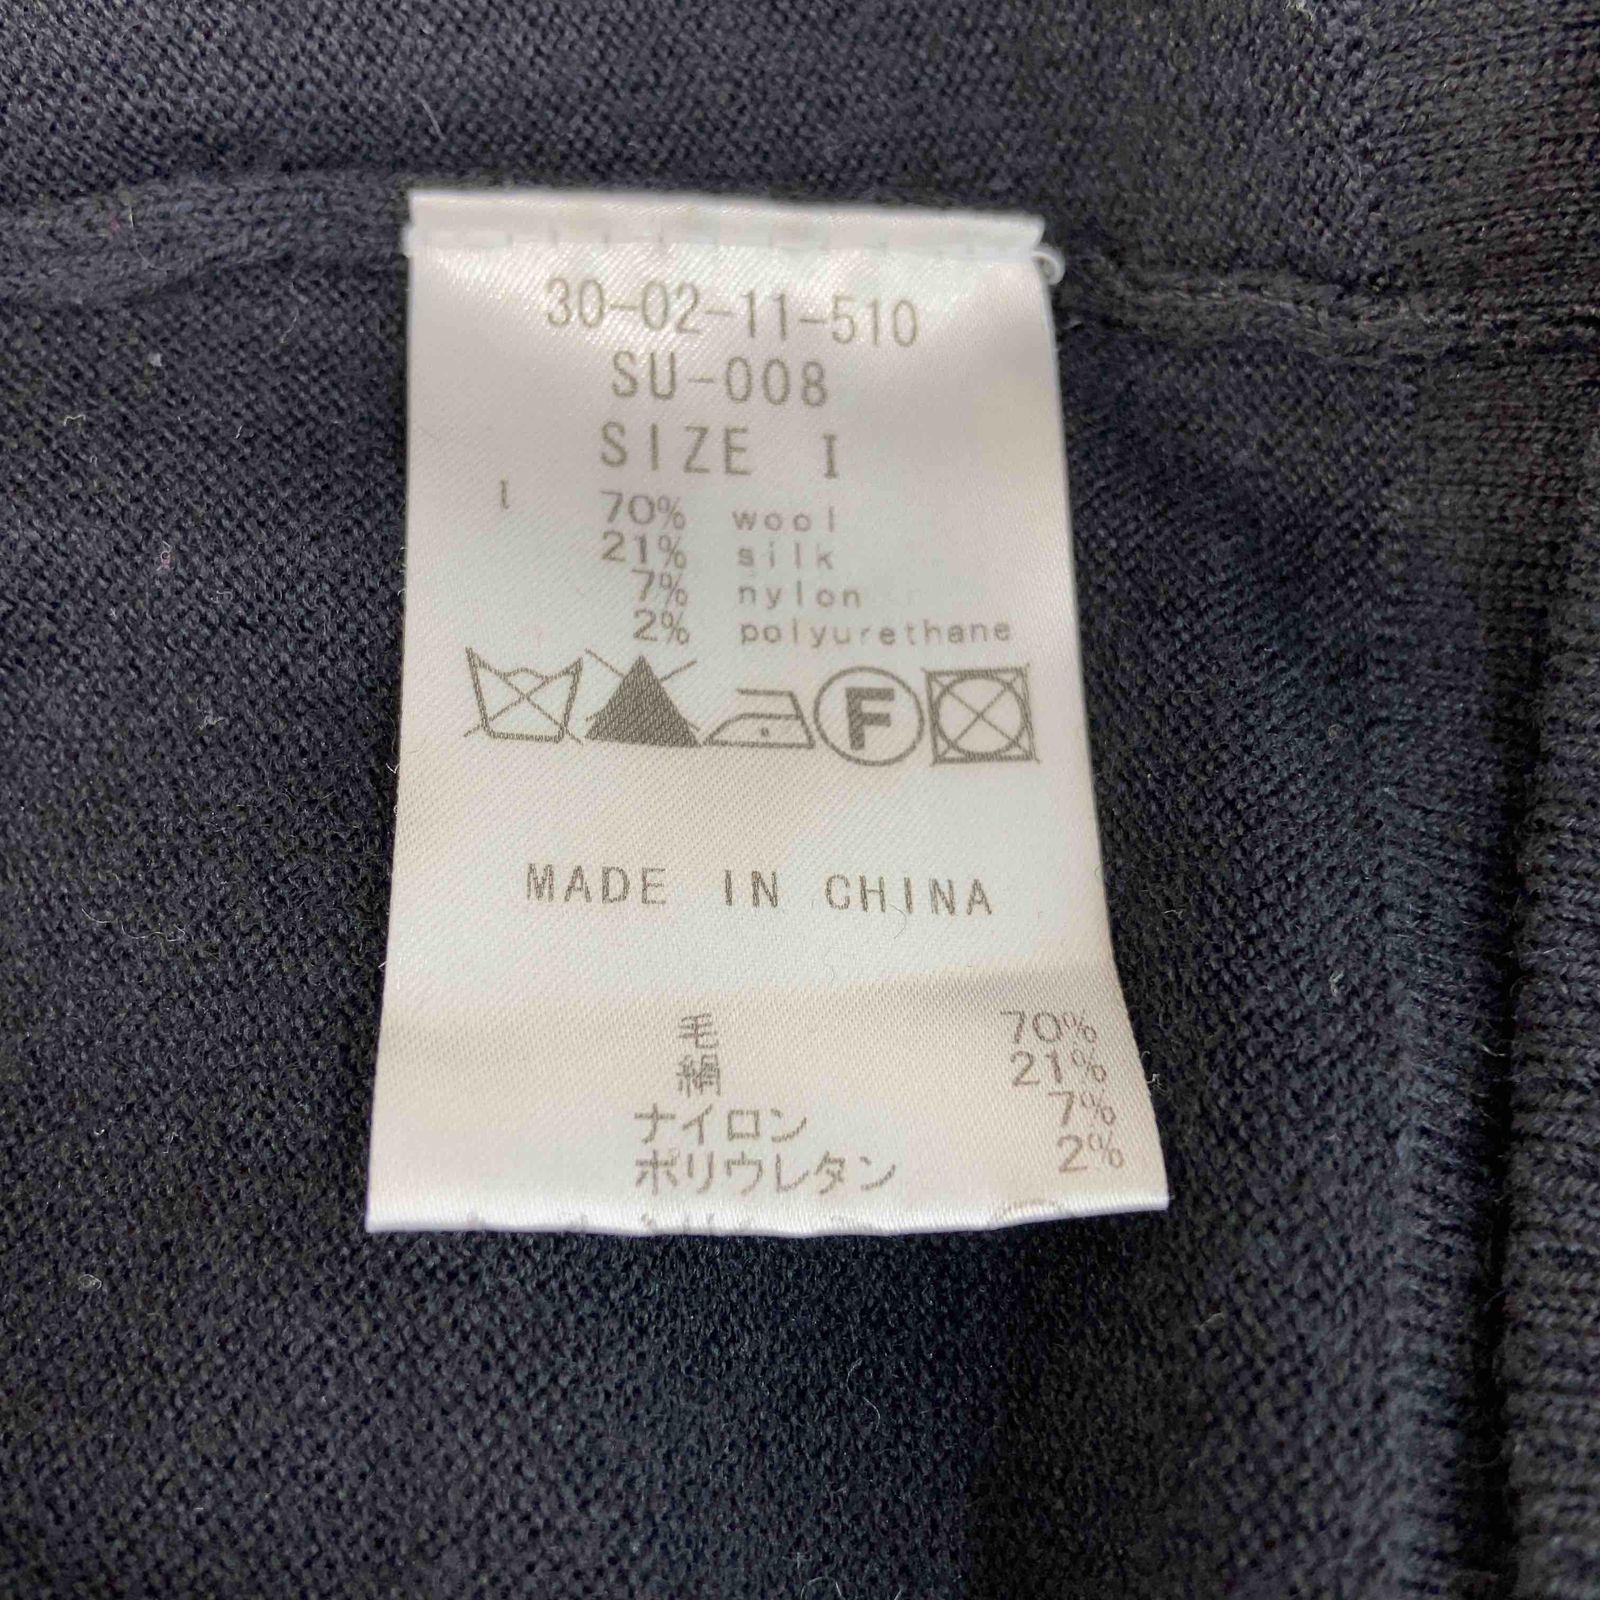 30-02-11-510
SU-008
SIZE I
1 70% wool
21% silk
7% nylon
2% polyurethane
F
MADE IN CHINA
毛 70%
絹 21%
ナイロン 7%
ポリウレタン 2%